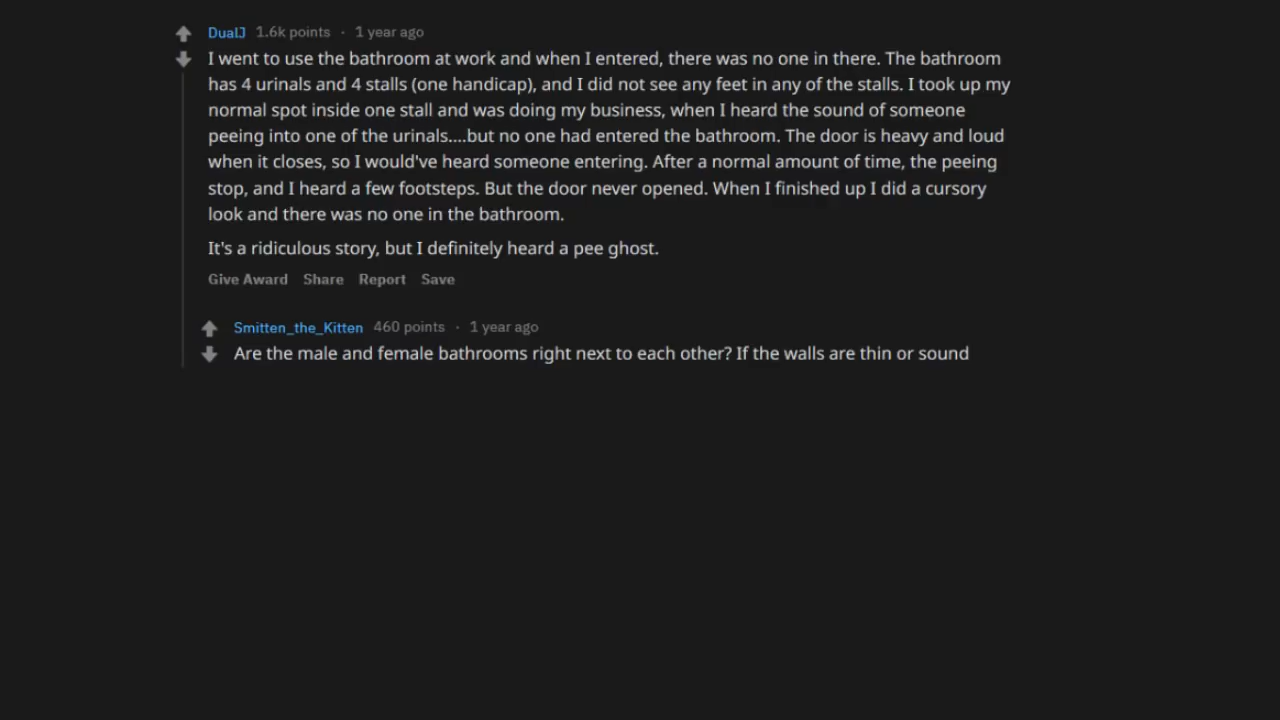 DualJ 1.6k points · 1 year ago
I went to use the bathroom at work and when I entered, there was no one in there. The bathroom
has 4 urinals and 4 stalls (one handicap), and I did not see any feet in any of the stalls. I took up my
normal spot inside one stall and was doing my business, when I heard the sound of someone
peeing into one of the urinals....but no one had entered the bathroom. The door is heavy and loud
when it closes, so I would've heard someone entering. After a normal amount of time, the peeing
stop, and I heard a few footsteps. But the door never opened. When I finished up I did a cursory
look and there was no one in the bathroom.
It's a ridiculous story, but I definitely heard a pee ghost.
Give Award Share Report Save
Smitten_the_Kitten 460 points · 1 year ago
Are the male and female bathrooms right next to each other? If the walls are thin or sound